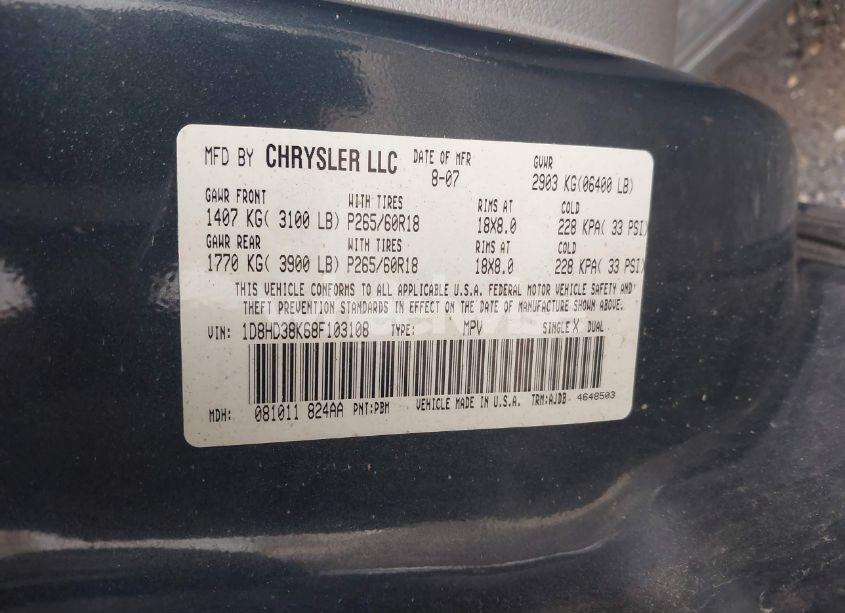 MFD BY CHRYSLER LLC DATE OF MFR 8-07 GVWR 2903 KG(06400 LB)
GAWR FRONT WITH TIRES RIMS AT COLD
1407 KG( 3100 LB) P265/60R18 18X8.0 228 KPA( 33 PSI)
GAWR REAR WITH TIRES RIMS AT COLD
1770 KG( 3900 LB) P265/60R18 18X8.0 228 KPA( 33 PSI)
THIS VEHICLE CONFORMS TO ALL APPLICABLE U.S.A. FEDERAL MOTOR VEHICLE SAFETY AND
THEFT PREVENTION STANDARDS IN EFFECT ON THE DATE OF MANUFACTURE SHOWN ABOVE.
VIN: 1D8HD38K68F103108 TYPE: MPV SINGLE X DUAL
MDH: 081011 824AA PNT:PBM VEHICLE MADE IN U.S.A. TRM:AJDB 4648503